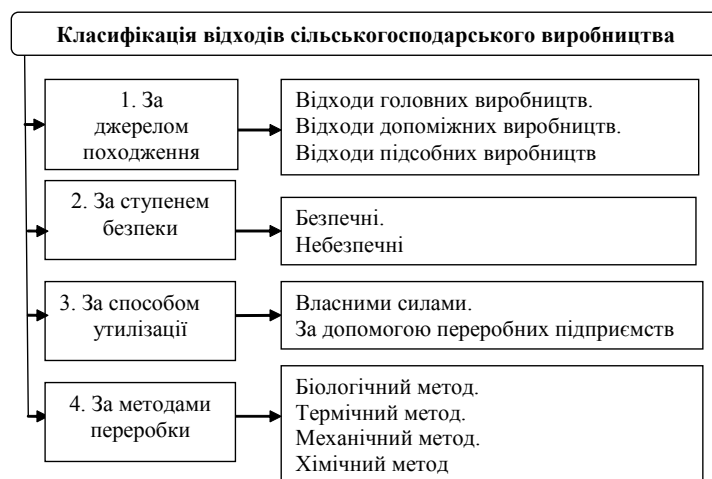 Класифікація відходів сільськогосподарського виробництва
1. За
джерелом
походження
Відходи головних виробництв.
Відходи допоміжних виробництв.
Відходи підсобних виробництв
2. За ступенем
безпеки
Безпечні.
Небезпечні
3. За способом
утилізації
Власними силами.
За допомогою переробних підприємств
4. За методами
переробки
Біологічний метод.
Термічний метод.
Механічний метод.
Хімічний метод